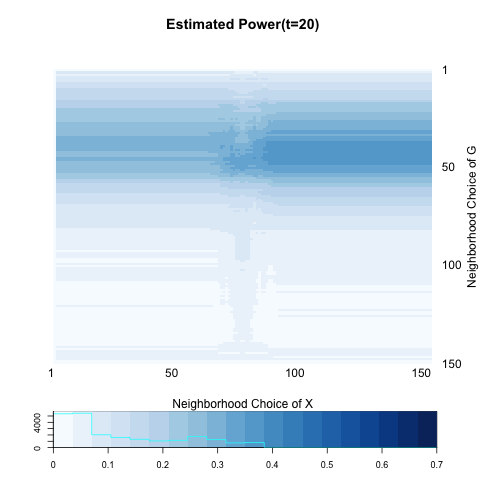 Estimated Power(t=20)
1
50
100
150
Neighborhood Choice of G
1 50 100 150
Neighborhood Choice of X
0 4000
0 0.1 0.2 0.3 0.4 0.5 0.6 0.7